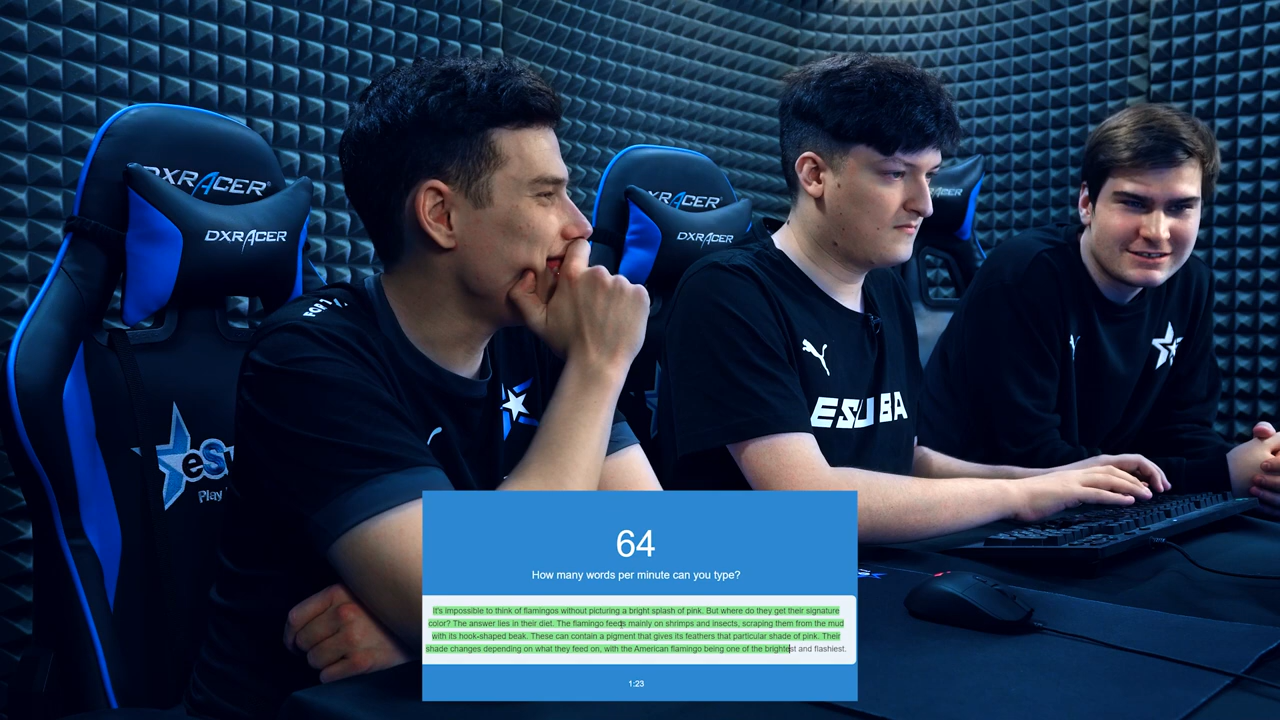 DXRACER
DXRACER
DXRACER
DXRACER
eS
Play
64
How many words per minute can you type?
It's impossible to think of flamingos without picturing a bright splash of pink. But where do they get their signature
color? The answer lies in their diet. The flamingo feeds mainly on shrimps and insects, scraping them from the mud
with its hook-shaped beak. These can contain a pigment that gives its feathers that particular shade of pink. Their
shade changes depending on what they feed on, with the American flamingo being one of the brightest and flashiest.
1:23